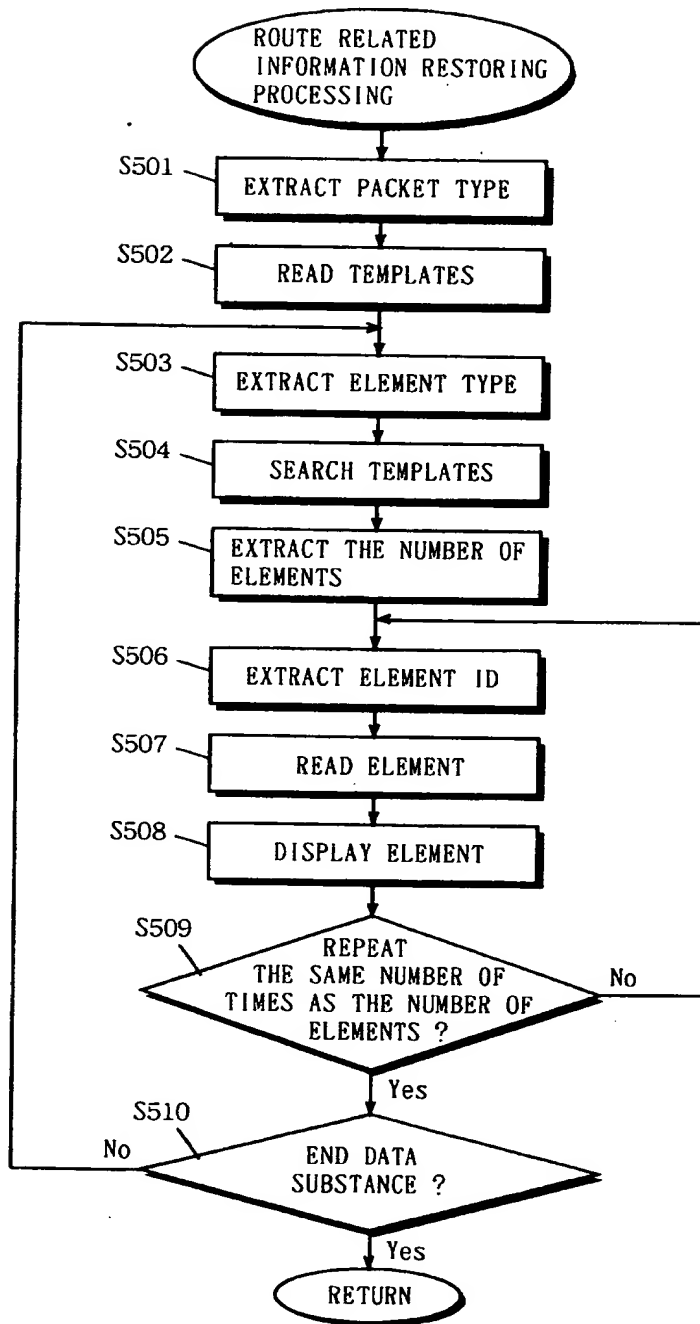 ROUTE RELATED
INFORMATION RESTORING
PROCESSING
S501
EXTRACT PACKET TYPE
S502
READ TEMPLATES
S503
EXTRACT ELEMENT TYPE
S504
SEARCH TEMPLATES
S505
EXTRACT THE NUMBER OF
ELEMENTS
S506
EXTRACT ELEMENT ID
S507
READ ELEMENT
S508
DISPLAY ELEMENT
S509
REPEAT
THE SAME NUMBER OF
TIMES AS THE NUMBER OF
ELEMENTS ?
No
Yes
S510
No
END DATA
SUBSTANCE ?
Yes
RETURN